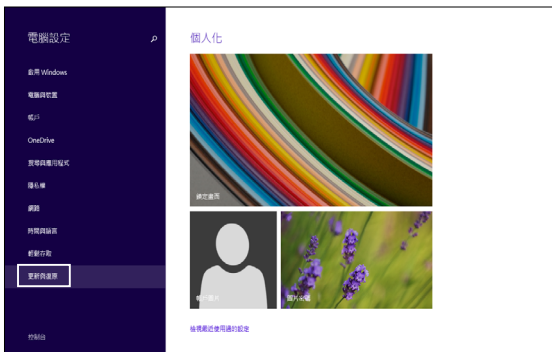 電腦設定
啟用 Windows
電腦與裝置
帳戶
OneDrive
搜尋與應用程式
隱私權
網路
時間與語言
輕鬆存取
更新與復原
控制台
個人化
鎖定畫面
帳戶圖片
圖片密碼
檢視最近使用過的設定